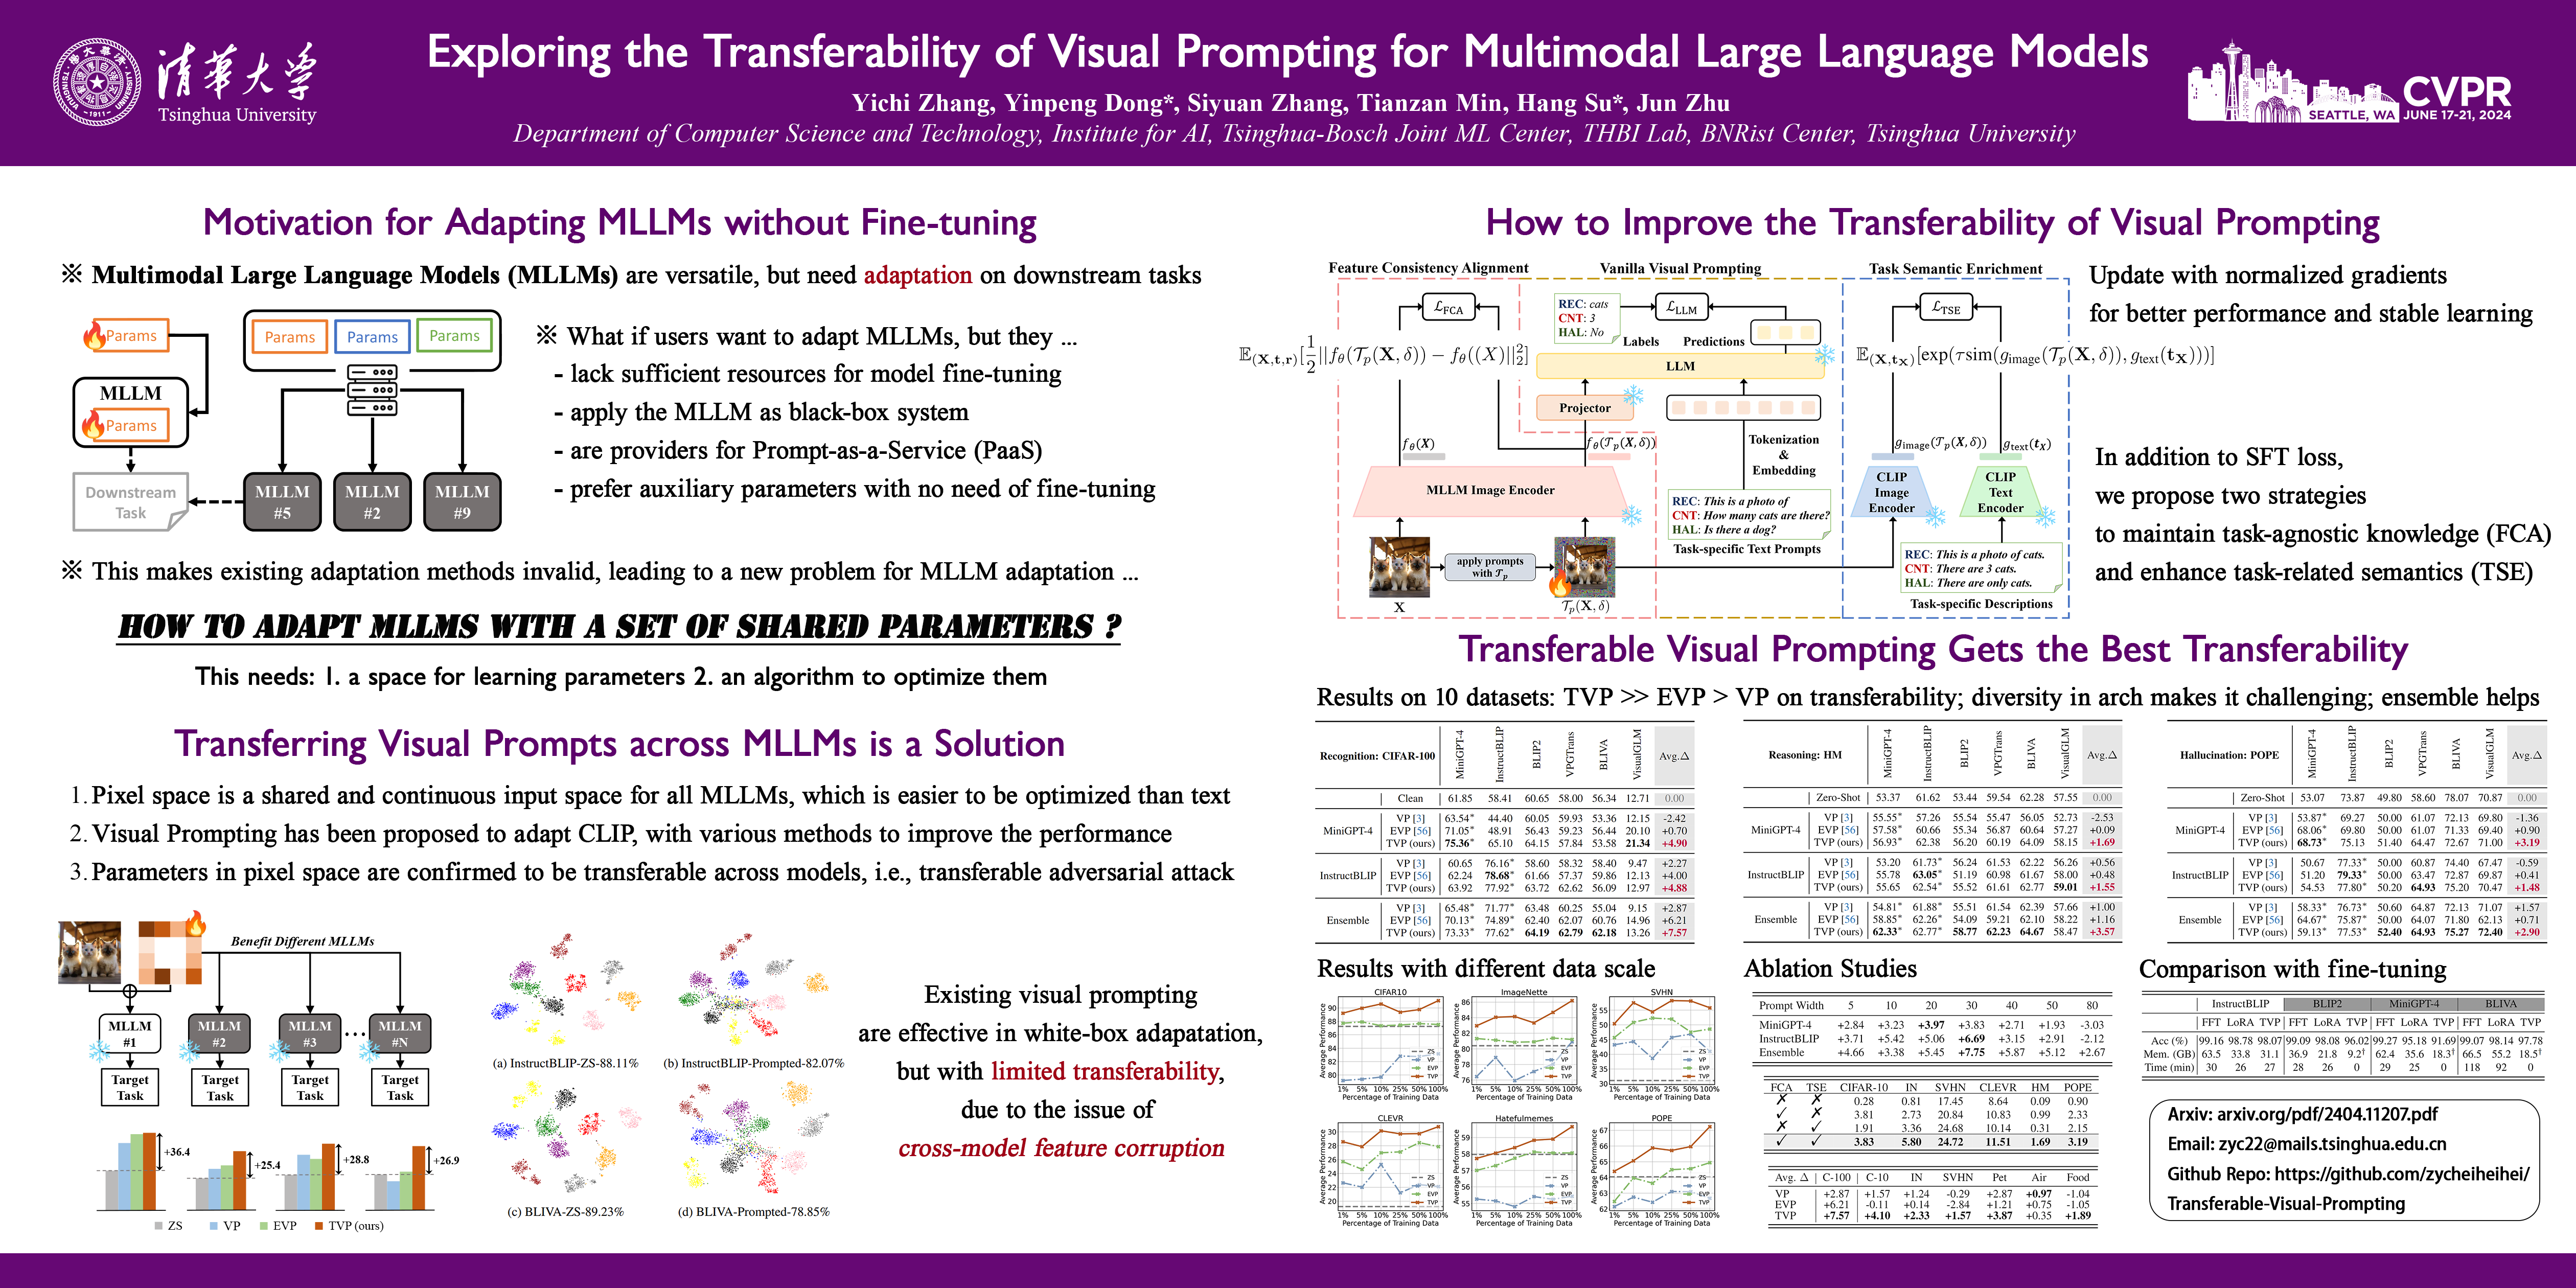 清华大学
Tsinghua University
Exploring the Transferability of Visual Prompting for Multimodal Large Language Models
Yichi Zhang, Yinpeng Dong*, Siyuan Zhang, Tianzan Min, Hang Su*, Jun Zhu
Department of Computer Science and Technology, Institute for AI, Tsinghua-Bosch Joint ML Center, THBI Lab, BNRist Center, Tsinghua University
CVPR
SEATTLE, WA JUNE 17-21, 2024
Motivation for Adapting MLLMs without Fine-tuning
※ Multimodal Large Language Models (MLLMs) are versatile, but need adaptation on downstream tasks
Params
MLLM
Params
Downstream Task
Params Params Params
MLLM #5
MLLM #2
MLLM #9
※ What if users want to adapt MLLMs, but they ...
- lack sufficient resources for model fine-tuning
- apply the MLLM as black-box system
- are providers for Prompt-as-a-Service (PaaS)
- prefer auxiliary parameters with no need of fine-tuning
※ This makes existing adaptation methods invalid, leading to a new problem for MLLM adaptation ...
HOW TO ADAPT MLLMS WITH A SET OF SHARED PARAMETERS ?
This needs: 1. a space for learning parameters 2. an algorithm to optimize them
Transferring Visual Prompts across MLLMs is a Solution
1. Pixel space is a shared and continuous input space for all MLLMs, which is easier to be optimized than text
2. Visual Prompting has been proposed to adapt CLIP, with various methods to improve the performance
3. Parameters in pixel space are confirmed to be transferable across models, i.e., transferable adversarial attack
Benefit Different MLLMs
MLLM #1
MLLM #2
MLLM #3
...
MLLM #N
Target Task
Target Task
Target Task
Target Task
+36.4
+25.4
+28.8
+26.9
ZS VP EVP TVP (ours)
(a) InstructBLIP-ZS-88.11%
(b) InstructBLIP-Prompted-82.07%
(c) BLIVA-ZS-89.23%
(d) BLIVA-Prompted-78.85%
Existing visual prompting
are effective in white-box adapatation,
but with limited transferability,
due to the issue of
cross-model feature corruption
How to Improve the Transferability of Visual Prompting
Feature Consistency Alignment
Vanilla Visual Prompting
Task Semantic Enrichment
ℒFCA
REC: cats
CNT: 3
HAL: No
Labels
ℒLLM
Predictions
ℒTSE
𝔼(X,t,r)[1/2||fθ(𝒯p(X, δ)) − fθ((X)||²₂]
𝔼(X,tX)[exp(τsim(gimage(𝒯p(X, δ)), gtext(tX)))]
LLM
Projector
fθ(X)
fθ(𝒯p(X, δ))
Tokenization
&
Embedding
gimage(𝒯p(X, δ))
gtext(tX)
MLLM Image Encoder
CLIP Image Encoder
CLIP Text Encoder
REC: This is a photo of
CNT: How many cats are there?
HAL: Is there a dog?
Task-specific Text Prompts
apply prompts with 𝒯p
X
𝒯p(X, δ)
REC: This is a photo of cats.
CNT: There are 3 cats.
HAL: There are only cats.
Task-specific Descriptions
Update with normalized gradients
for better performance and stable learning
In addition to SFT loss,
we propose two strategies
to maintain task-agnostic knowledge (FCA)
and enhance task-related semantics (TSE)
Transferable Visual Prompting Gets the Best Transferability
Results on 10 datasets: TVP >> EVP > VP on transferability; diversity in arch makes it challenging; ensemble helps
Recognition: CIFAR-100 MiniGPT-4 InstructBLIP BLIP2 VPGTrans BLIVA VisualGLM Avg.Δ
Clean 61.85 58.41 60.65 58.00 56.34 12.71 0.00
MiniGPT-4
VP [3] 63.54* 44.40 60.05 59.93 53.36 12.15 -2.42
EVP [56] 71.05* 48.91 56.43 59.23 56.44 20.10 +0.70
TVP (ours) 75.36* 65.10 64.15 57.84 53.58 21.34 +4.90
InstructBLIP
VP [3] 60.65 76.16* 58.60 58.32 58.40 9.47 +2.27
EVP [56] 62.24 78.68* 61.66 57.37 59.86 12.13 +4.00
TVP (ours) 63.92 77.92* 63.72 62.62 56.09 12.97 +4.88
Ensemble
VP [3] 65.48* 71.77* 63.48 60.25 55.04 9.15 +2.87
EVP [56] 70.13* 74.89* 62.40 62.07 60.76 14.96 +6.21
TVP (ours) 73.33* 77.62* 64.19 62.79 62.18 13.26 +7.57
Reasoning: HM MiniGPT-4 InstructBLIP BLIP2 VPGTrans BLIVA VisualGLM Avg.Δ
Zero-Shot 53.37 61.62 53.44 59.54 62.28 57.55 0.00
MiniGPT-4
VP [3] 55.55* 57.26 55.54 55.47 56.05 52.73 -2.53
EVP [56] 57.58* 60.66 55.34 56.87 60.64 57.27 +0.09
TVP (ours) 56.93* 62.38 56.20 60.19 64.09 58.15 +1.69
InstructBLIP
VP [3] 53.20 61.73* 56.24 61.53 62.22 56.26 +0.56
EVP [56] 55.78 63.05* 51.19 60.98 61.67 58.00 +0.48
TVP (ours) 55.65 62.54* 55.52 61.61 62.77 59.01 +1.55
Ensemble
VP [3] 54.81* 61.88* 55.51 61.54 62.39 57.66 +1.00
EVP [56] 58.85* 62.26* 54.09 59.21 62.10 58.22 +1.16
TVP (ours) 62.33* 62.77* 58.77 62.23 64.67 58.47 +3.57
Hallucination: POPE MiniGPT-4 InstructBLIP BLIP2 VPGTrans BLIVA VisualGLM Avg.Δ
Zero-Shot 53.07 73.87 49.80 58.60 78.07 70.87 0.00
MiniGPT-4
VP [3] 53.87* 69.27 50.00 61.07 72.13 69.80 -1.36
EVP [56] 68.06* 69.80 50.00 61.07 71.33 69.40 +0.90
TVP (ours) 68.73* 75.13 51.40 64.47 72.67 71.00 +3.19
InstructBLIP
VP [3] 50.67 77.33* 50.00 60.87 74.40 67.47 -0.59
EVP [56] 51.20 79.33* 50.00 63.47 72.87 69.87 +0.41
TVP (ours) 54.53 77.80* 50.20 64.93 75.20 70.47 +1.48
Ensemble
VP [3] 58.33* 76.73* 50.60 64.87 72.13 71.07 +1.57
EVP [56] 64.67* 75.87* 50.00 64.07 71.80 62.13 +0.71
TVP (ours) 59.13* 77.53* 52.40 64.93 75.27 72.40 +2.90
Results with different data scale
CIFAR10
ImageNette
SVHN
CLEVR
Hatefulmemes
POPE
Average Performance
Percentage of Training Data
1% 5% 10% 25% 50% 100%
ZS
VP
EVP
TVP
Ablation Studies
Prompt Width 5 10 20 30 40 50 80
MiniGPT-4 +2.84 +3.23 +3.97 +3.83 +2.71 +1.93 -3.03
InstructBLIP +3.71 +5.42 +5.06 +6.69 +3.15 +2.91 -2.12
Ensemble +4.66 +3.38 +5.45 +7.75 +5.87 +5.12 +2.67
FCA TSE CIFAR-10 IN SVHN CLEVR HM POPE
✗ ✗ 0.28 0.81 17.45 8.64 0.09 0.90
✓ ✗ 3.81 2.73 20.84 10.83 0.99 2.33
✗ ✓ 1.91 3.36 24.68 10.14 0.31 2.15
✓ ✓ 3.83 5.80 24.72 11.51 1.69 3.19
Avg. Δ C-100 C-10 IN SVHN Pet Air Food
VP +2.87 +1.57 +1.24 -0.29 +2.87 +0.97 -1.04
EVP +6.21 -0.11 +0.14 -2.84 +1.21 +0.75 -1.05
TVP +7.57 +4.10 +2.33 +1.57 +3.87 +0.35 +1.89
Comparison with fine-tuning
InstructBLIP BLIP2 MiniGPT-4 BLIVA
FFT LoRA TVP FFT LoRA TVP FFT LoRA TVP FFT LoRA TVP
Acc (%) 99.16 98.78 98.07 99.09 98.08 96.02 99.27 95.18 91.69 99.07 98.14 97.78
Mem. (GB) 63.5 33.8 31.1 36.9 21.8 9.2† 62.4 35.6 18.3† 66.5 55.2 18.5†
Time (min) 30 26 27 28 26 0 29 25 0 118 92 0
Arxiv: arxiv.org/pdf/2404.11207.pdf
Email: zyc22@mails.tsinghua.edu.cn
Github Repo: https://github.com/zycheiheihei/
Transferable-Visual-Prompting